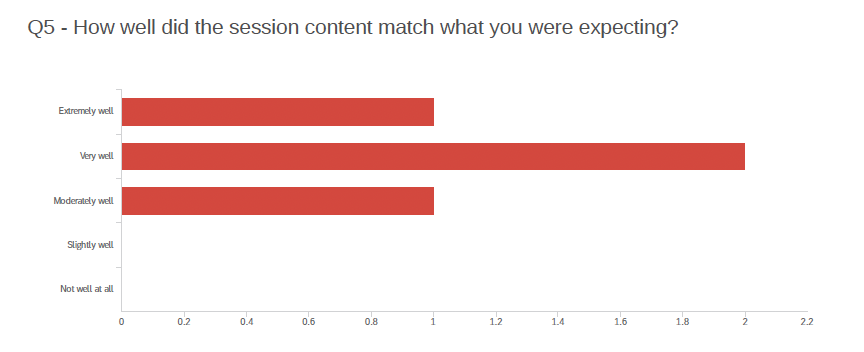 Q5 - How well did the session content match what you were expecting?
Extremely well
Very well
Moderately well
Slightly well
Not well at all
0 0.2 0.4 0.6 0.8 1 1.2 1.4 1.6 1.8 2 2.2